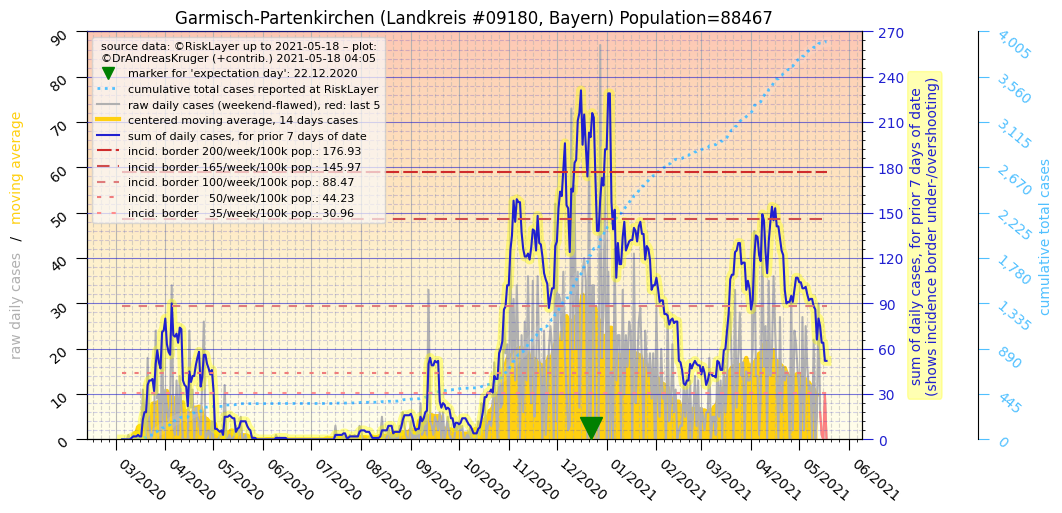 Garmisch-Partenkirchen (Landkreis #09180, Bayern) Population=88467
source data: ©RiskLayer up to 2021-05-18 – plot:
©DrAndreasKruger (+contrib.) 2021-05-18 04:05
marker for 'expectation day': 22.12.2020
cumulative total cases reported at RiskLayer
raw daily cases (weekend-flawed), red: last 5
centered moving average, 14 days cases
sum of daily cases, for prior 7 days of date
incid. border 200/week/100k pop.: 176.93
incid. border 165/week/100k pop.: 145.97
incid. border 100/week/100k pop.: 88.47
incid. border   50/week/100k pop.: 44.23
incid. border   35/week/100k pop.: 30.96
raw daily cases   /   moving average
90
80
70
60
50
40
30
20
10
0
03/2020
04/2020
05/2020
06/2020
07/2020
08/2020
09/2020
10/2020
11/2020
12/2020
01/2021
02/2021
03/2021
04/2021
05/2021
06/2021
270
240
210
180
150
120
90
60
30
0
sum of daily cases, for prior 7 days of date
(shows incidence border under-/overshooting)
4,005
3,560
3,115
2,670
2,225
1,780
1,335
890
445
0
cumulative total cases